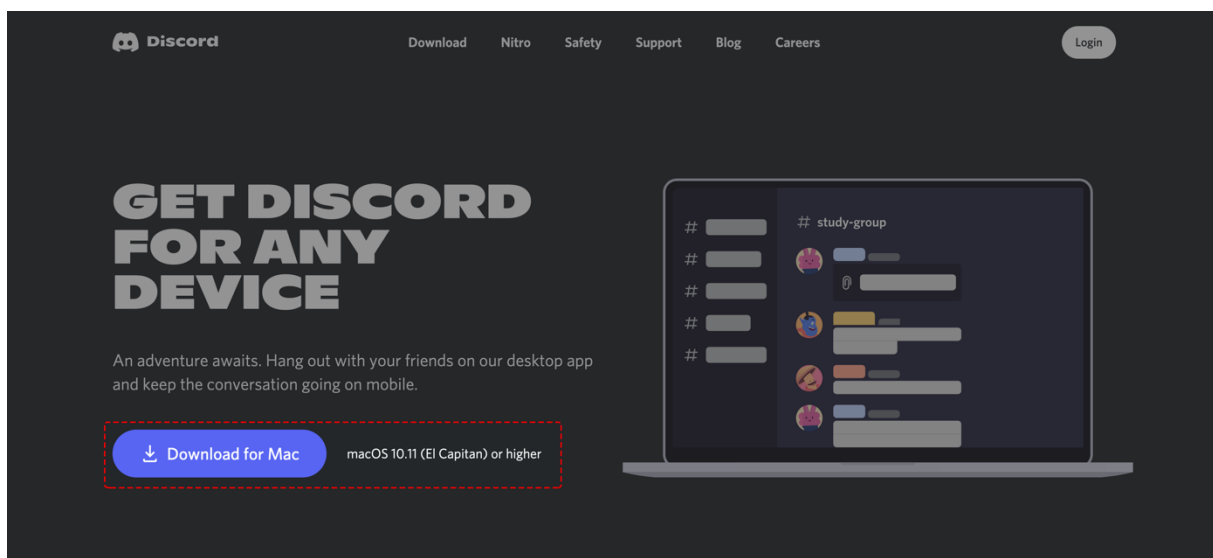 Discord
Download Nitro Safety Support Blog Careers
Login
GET DISCORD
FOR ANY
DEVICE
An adventure awaits. Hang out with your friends on our desktop app
and keep the conversation going on mobile.
Download for Mac
macOS 10.11 (El Capitan) or higher
# study-group
#
#
#
#
#